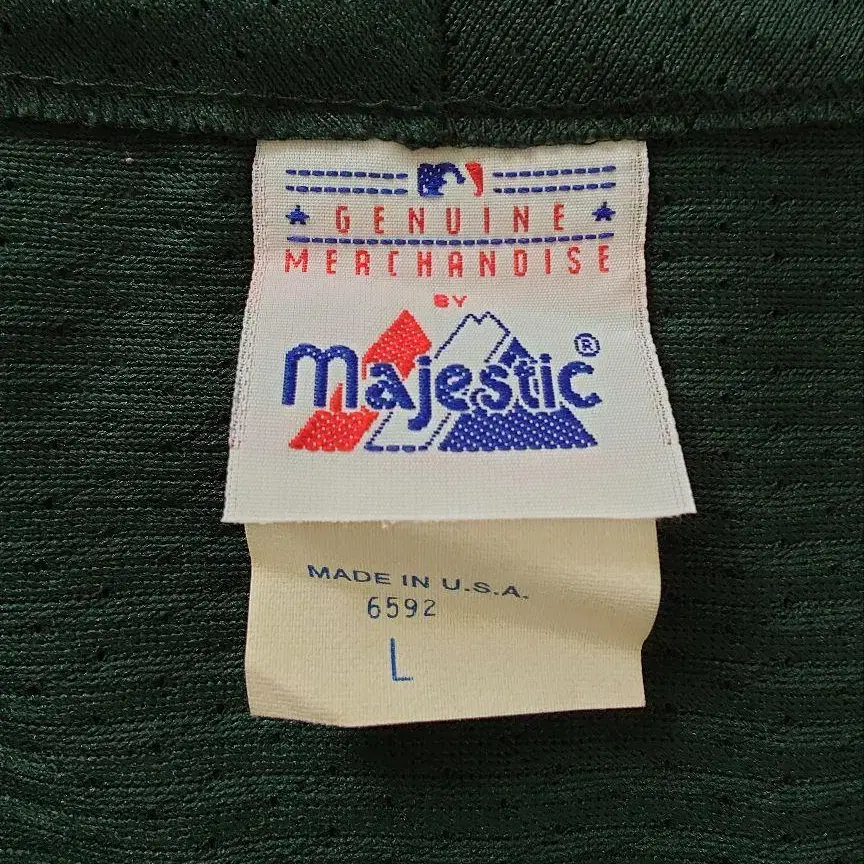 GENUINE
MERCHANDISE
BY
Majestic®
MADE IN U.S.A.
6592
L